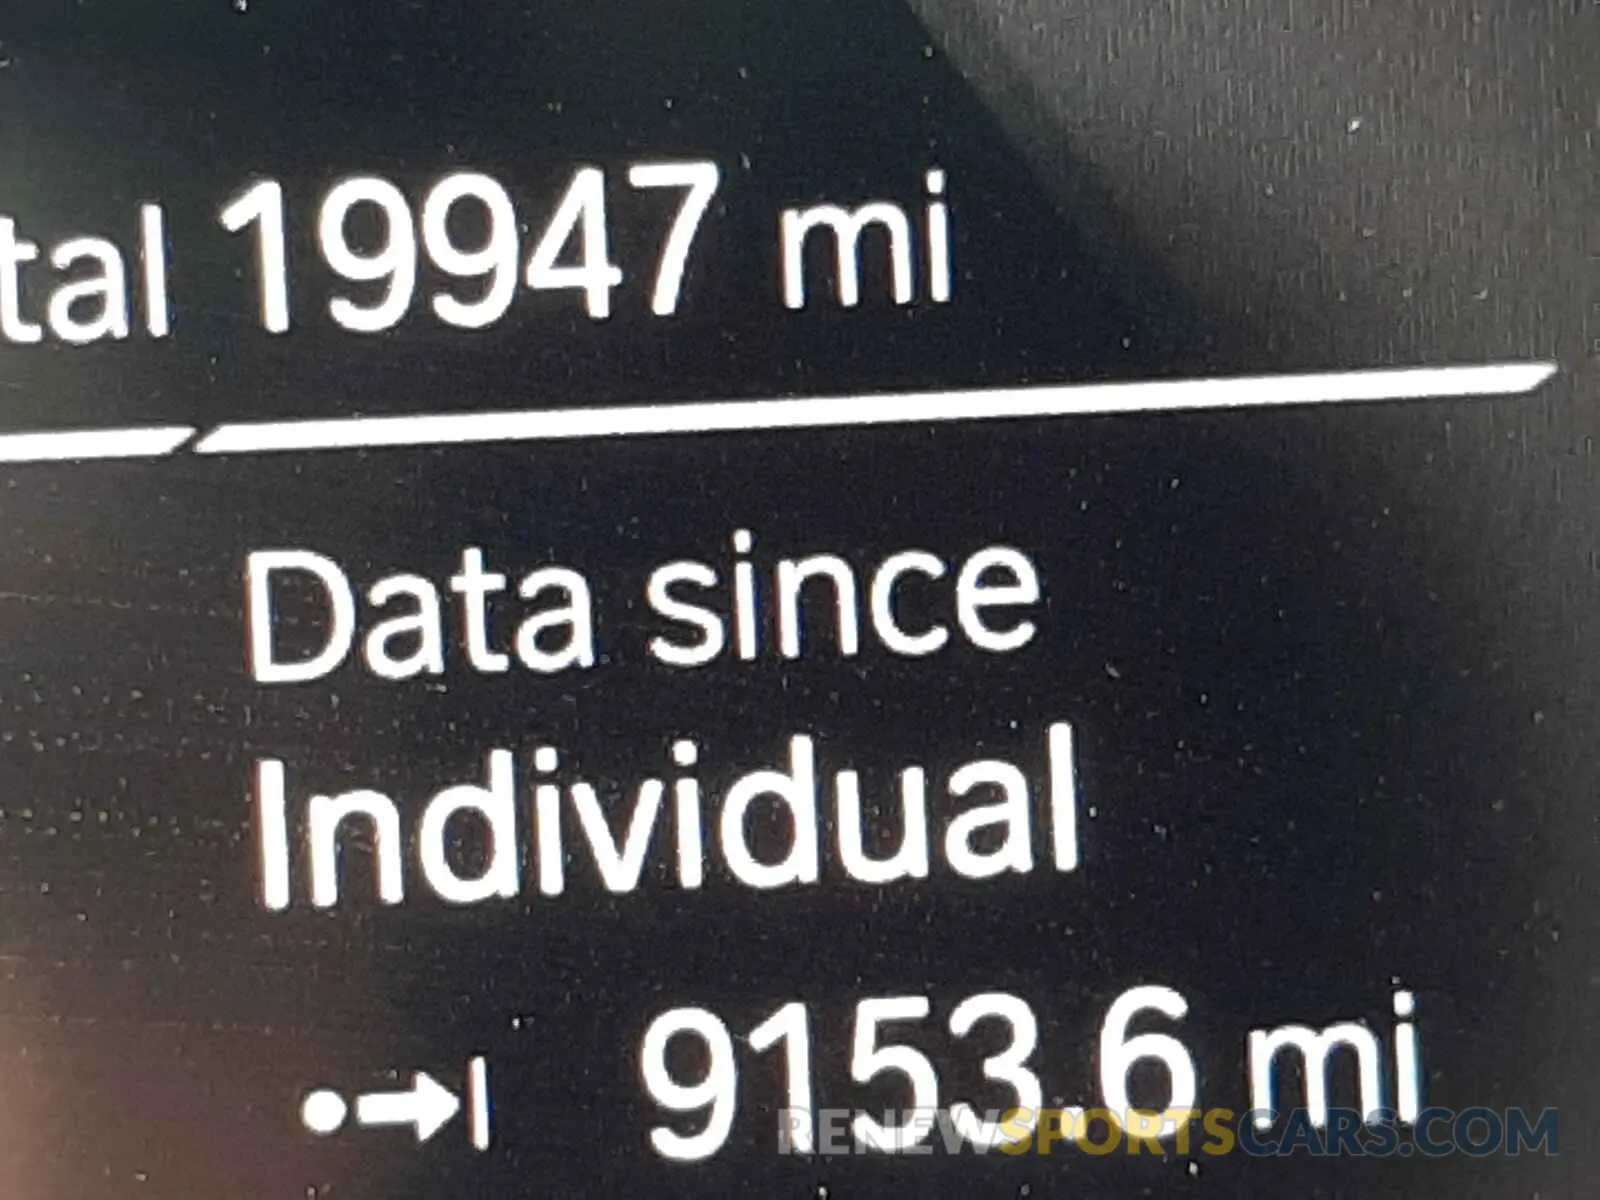 tal 19947 mi
Data since
Individual
9153.6 mi
RENEWSPORTSCARS.COM